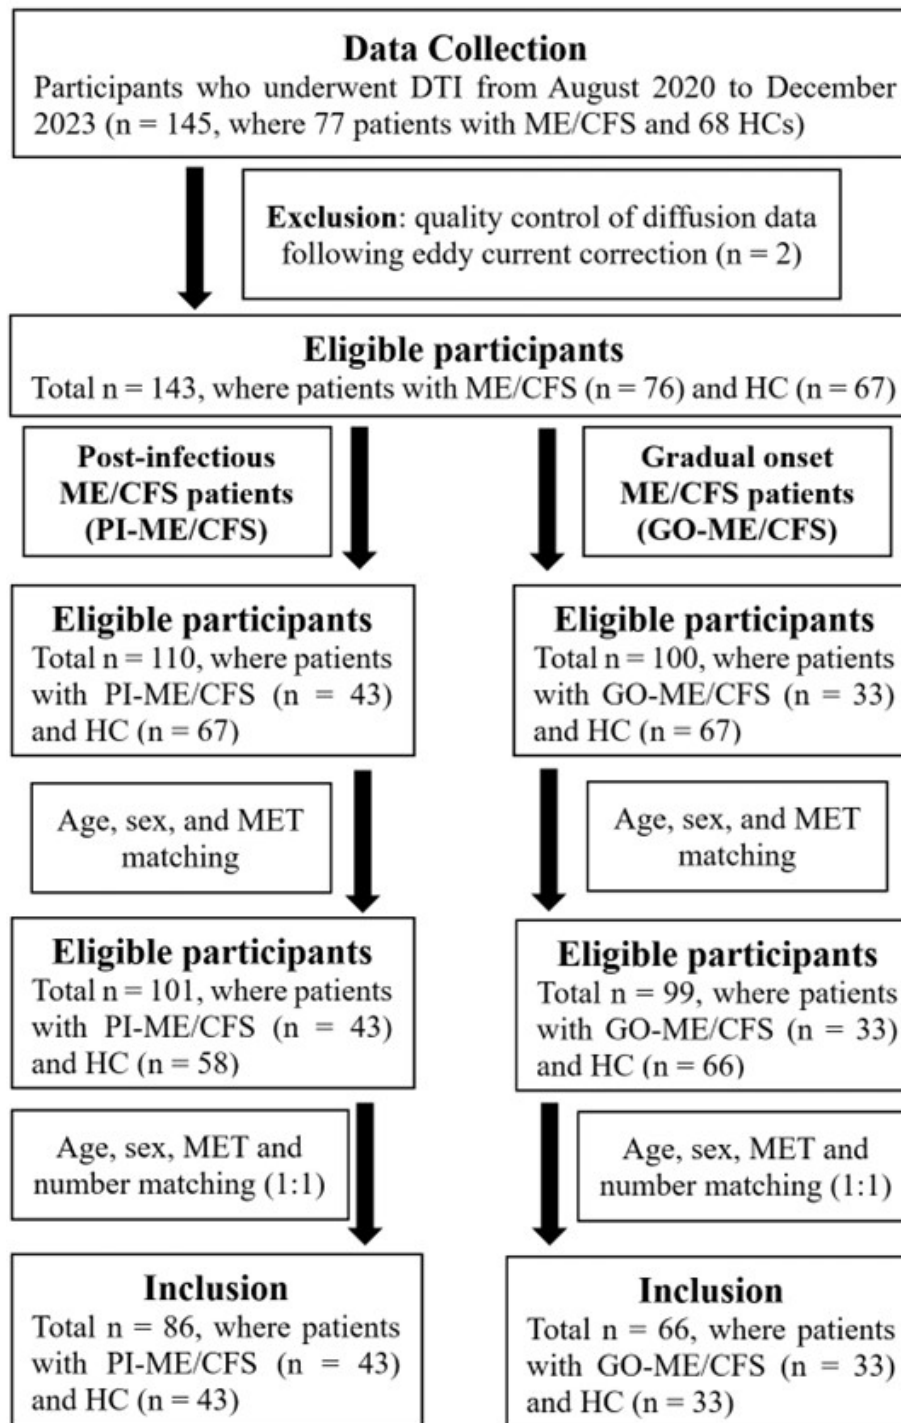 Data Collection
Participants who underwent DTI from August 2020 to December
2023 (n = 145, where 77 patients with ME/CFS and 68 HCs)
Exclusion: quality control of diffusion data
following eddy current correction (n = 2)
Eligible participants
Total n = 143, where patients with ME/CFS (n = 76) and HC (n = 67)
Post-infectious
ME/CFS patients
(PI-ME/CFS)
Gradual onset
ME/CFS patients
(GO-ME/CFS)
Eligible participants
Total n = 110, where patients
with PI-ME/CFS (n = 43)
and HC (n = 67)
Eligible participants
Total n = 100, where patients
with GO-ME/CFS (n = 33)
and HC (n = 67)
Age, sex, and MET
matching
Age, sex, and MET
matching
Eligible participants
Total n = 101, where patients
with PI-ME/CFS (n = 43)
and HC (n = 58)
Eligible participants
Total n = 99, where patients
with GO-ME/CFS (n = 33)
and HC (n = 66)
Age, sex, MET and
number matching (1:1)
Age, sex, MET and
number matching (1:1)
Inclusion
Total n = 86, where patients
with PI-ME/CFS (n = 43)
and HC (n = 43)
Inclusion
Total n = 66, where patients
with GO-ME/CFS (n = 33)
and HC (n = 33)